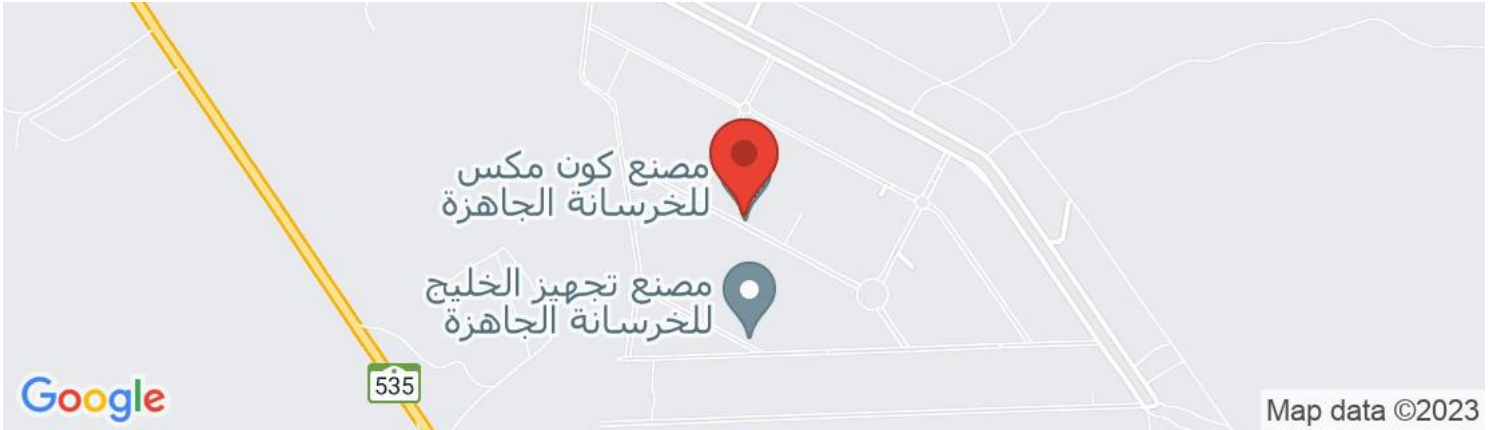 مصنع كون مكس
للخرسانة الجاهزة
مصنع تجهيز الخليج
للخرسانة الجاهزة
535
Google
Map data ©2023